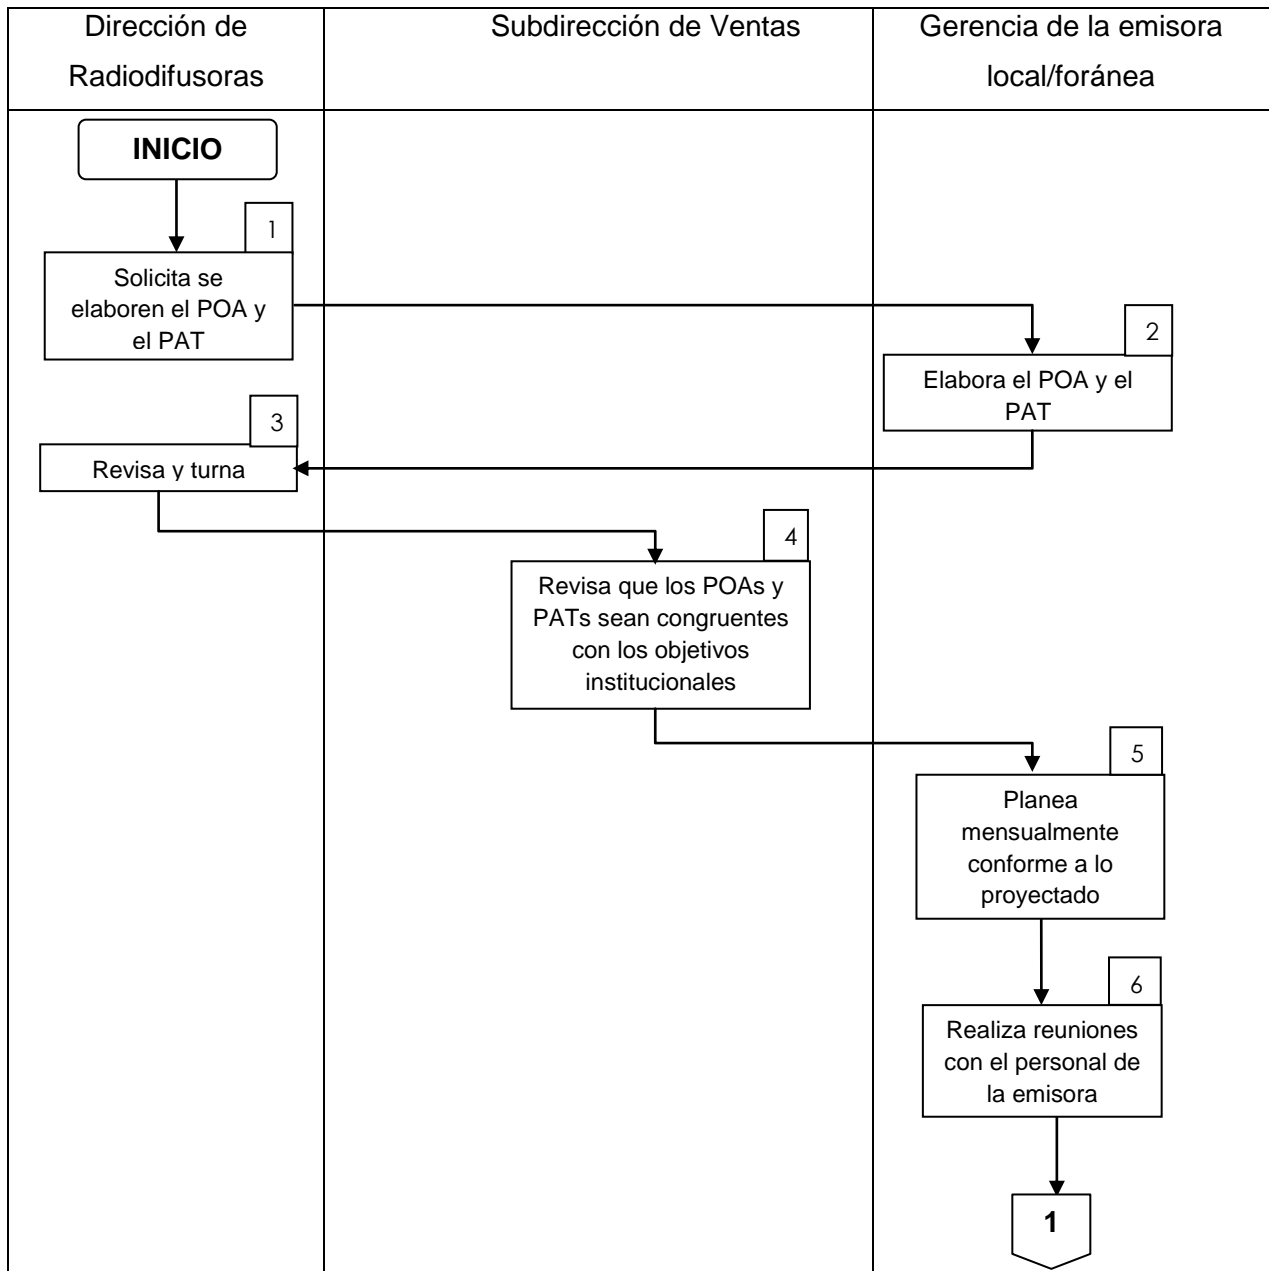 Dirección de
Radiodifusoras
Subdirección de Ventas
Gerencia de la emisora
local/foránea
INICIO
1
Solicita se
elaboren el POA y
el PAT
2
Elabora el POA y el
PAT
3
Revisa y turna
4
Revisa que los POAs y
PATs sean congruentes
con los objetivos
institucionales
5
Planea
mensualmente
conforme a lo
proyectado
6
Realiza reuniones
con el personal de
la emisora
1